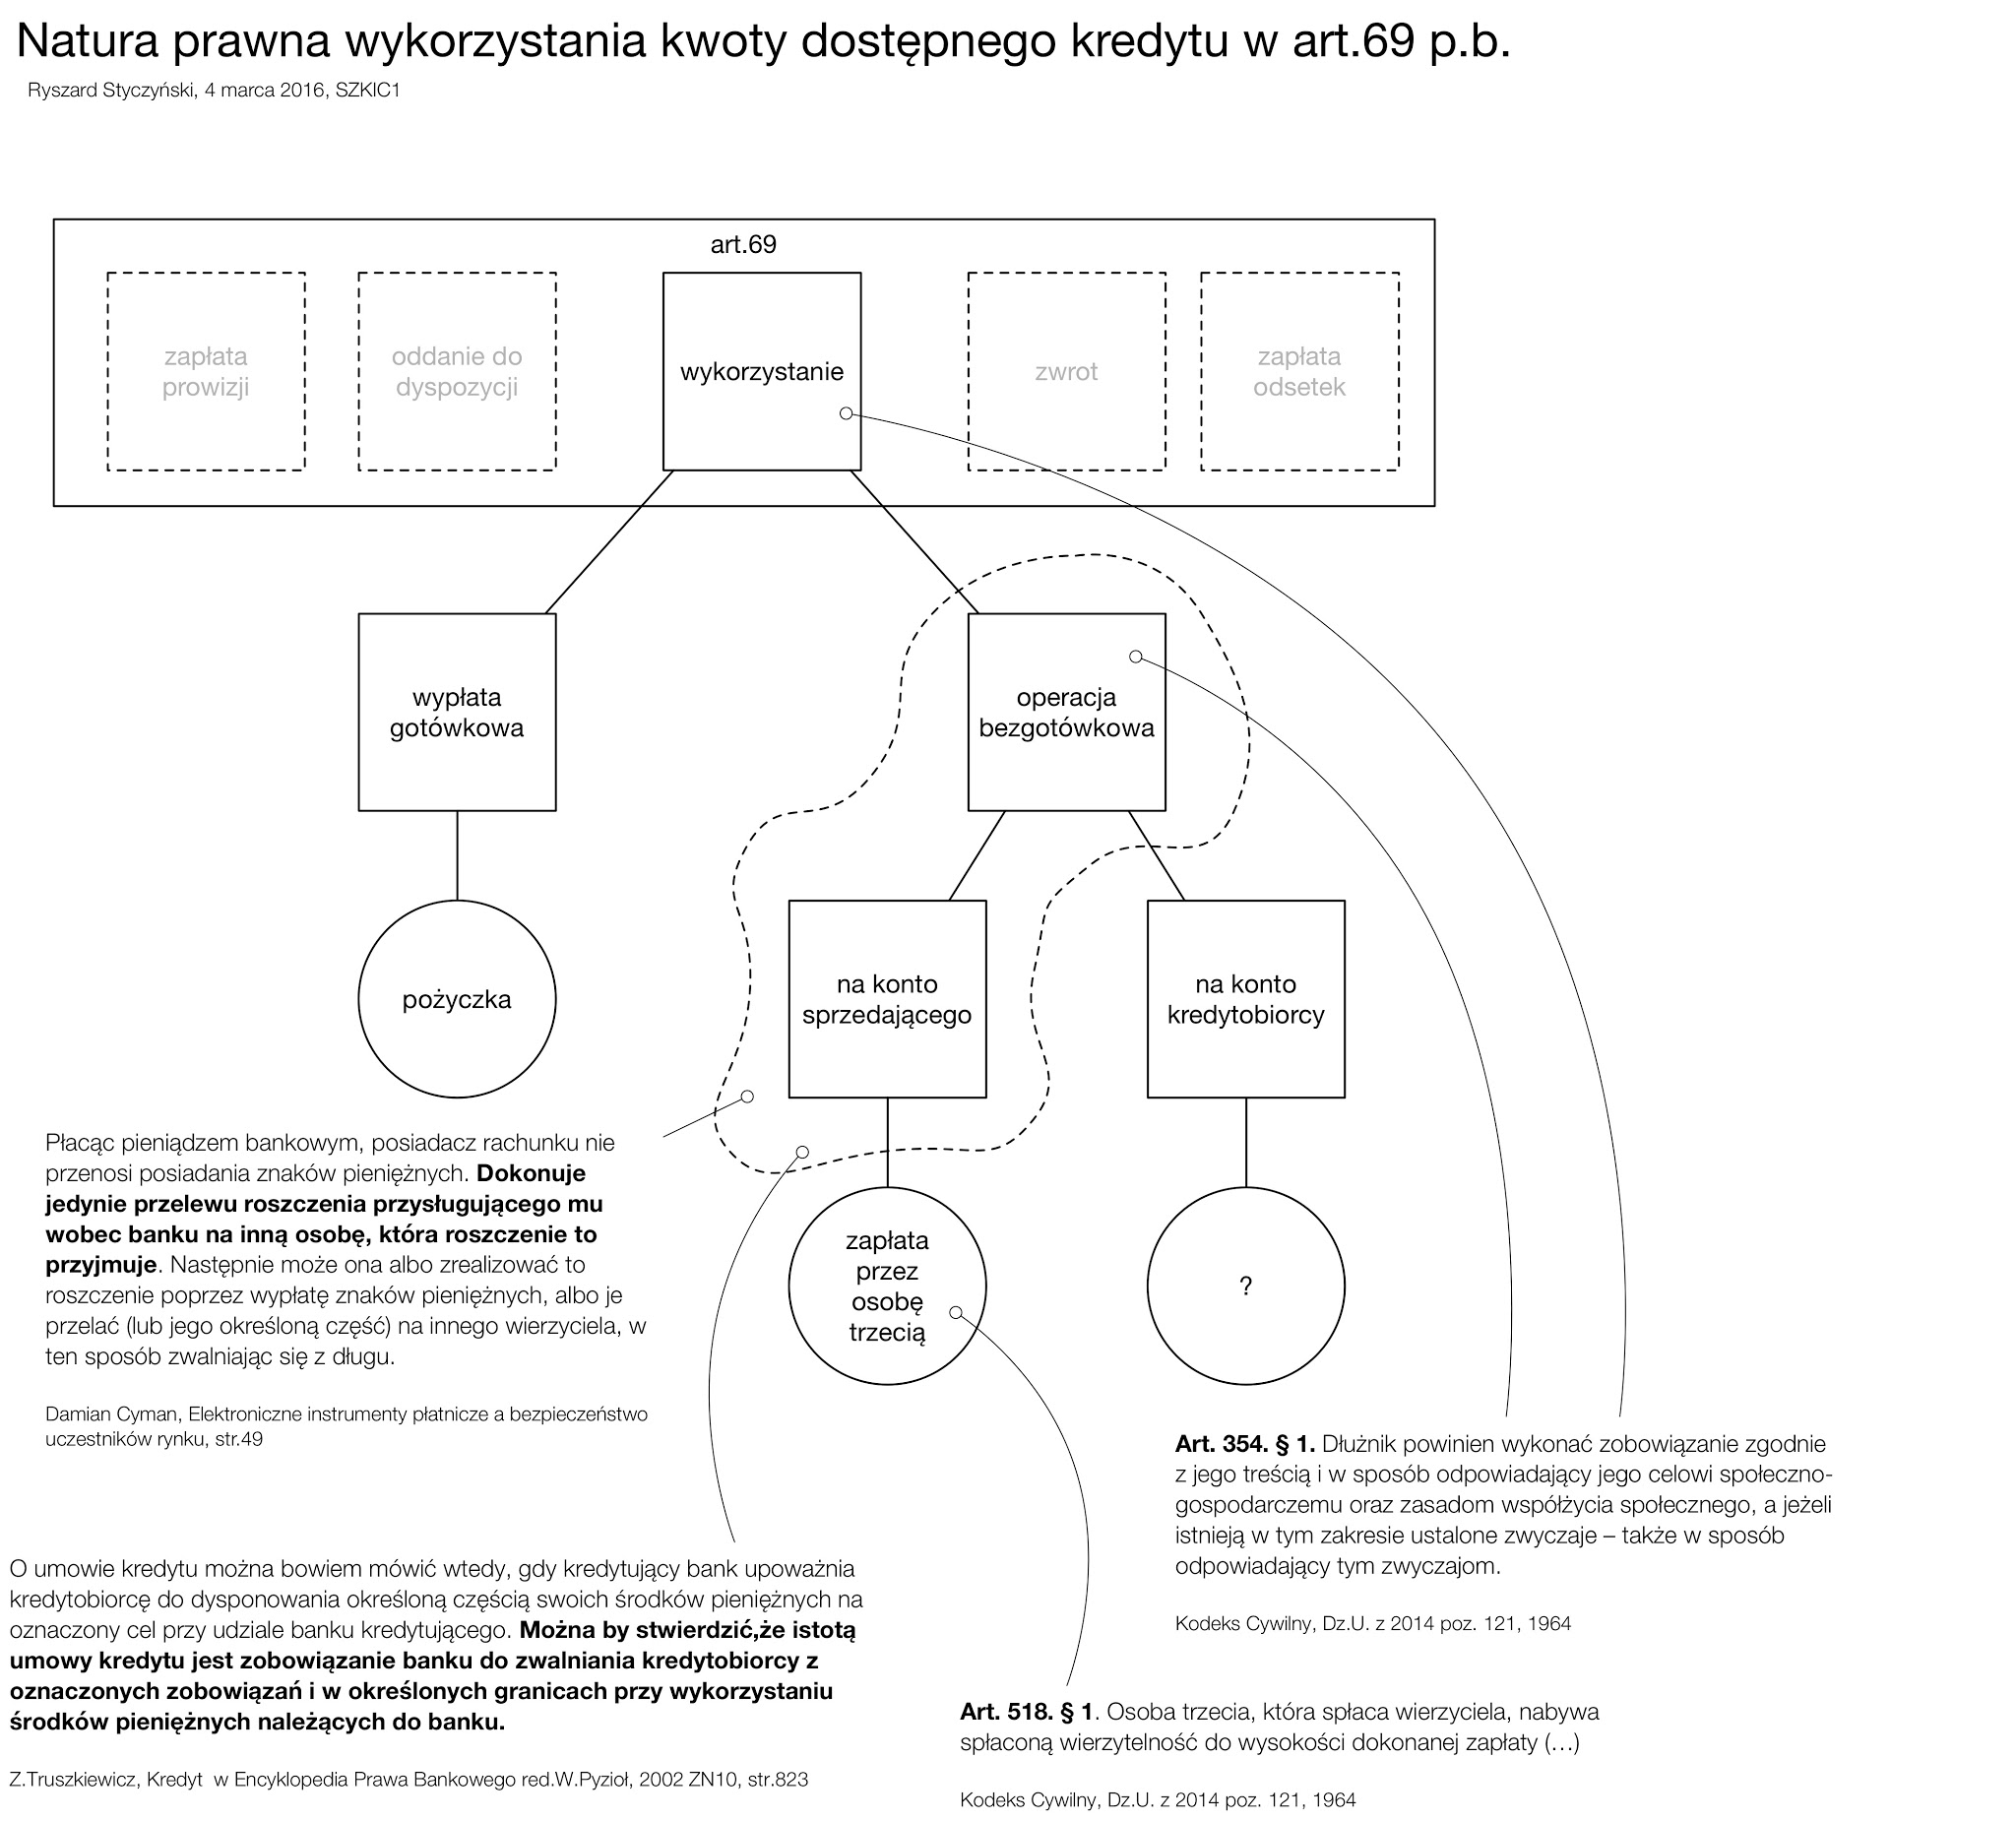 Natura prawna wykorzystania kwoty dostępnego kredytu w art.69 p.b.
Ryszard Styczyński, 4 marca 2016, SZKIC1
art.69
zapłata
prowizji
oddanie do
dyspozycji
wykorzystanie
zwrot
zapłata
odsetek
wypłata
gotówkowa
operacja
bezgotówkowa
pożyczka
na konto
sprzedającego
na konto
kredytobiorcy
zapłata
przez
osobę
trzecią
?
Płacąc pieniądzem bankowym, posiadacz rachunku nie
przenosi posiadania znaków pieniężnych. Dokonuje
jedynie przelewu roszczenia przysługującego mu
wobec banku na inną osobę, która roszczenie to
przyjmuje. Następnie może ona albo zrealizować to
roszczenie poprzez wypłatę znaków pieniężnych, albo je
przelać (lub jego określoną część) na innego wierzyciela, w
ten sposób zwalniając się z długu.
Damian Cyman, Elektroniczne instrumenty płatnicze a bezpieczeństwo
uczestników rynku, str.49
Art. 354. § 1. Dłużnik powinien wykonać zobowiązanie zgodnie
z jego treścią i w sposób odpowiadający jego celowi społeczno-
gospodarczemu oraz zasadom współżycia społecznego, a jeżeli
istnieją w tym zakresie ustalone zwyczaje – także w sposób
odpowiadający tym zwyczajom.
Kodeks Cywilny, Dz.U. z 2014 poz. 121, 1964
O umowie kredytu można bowiem mówić wtedy, gdy kredytujący bank upoważnia
kredytobiorcę do dysponowania określoną częścią swoich środków pieniężnych na
oznaczony cel przy udziale banku kredytującego. Można by stwierdzić,że istotą
umowy kredytu jest zobowiązanie banku do zwalniania kredytobiorcy z
oznaczonych zobowiązań i w określonych granicach przy wykorzystaniu
środków pieniężnych należących do banku.
Z.Truszkiewicz, Kredyt w Encyklopedia Prawa Bankowego red.W.Pyzioł, 2002 ZN10, str.823
Art. 518. § 1. Osoba trzecia, która spłaca wierzyciela, nabywa
spłaconą wierzytelność do wysokości dokonanej zapłaty (…)
Kodeks Cywilny, Dz.U. z 2014 poz. 121, 1964